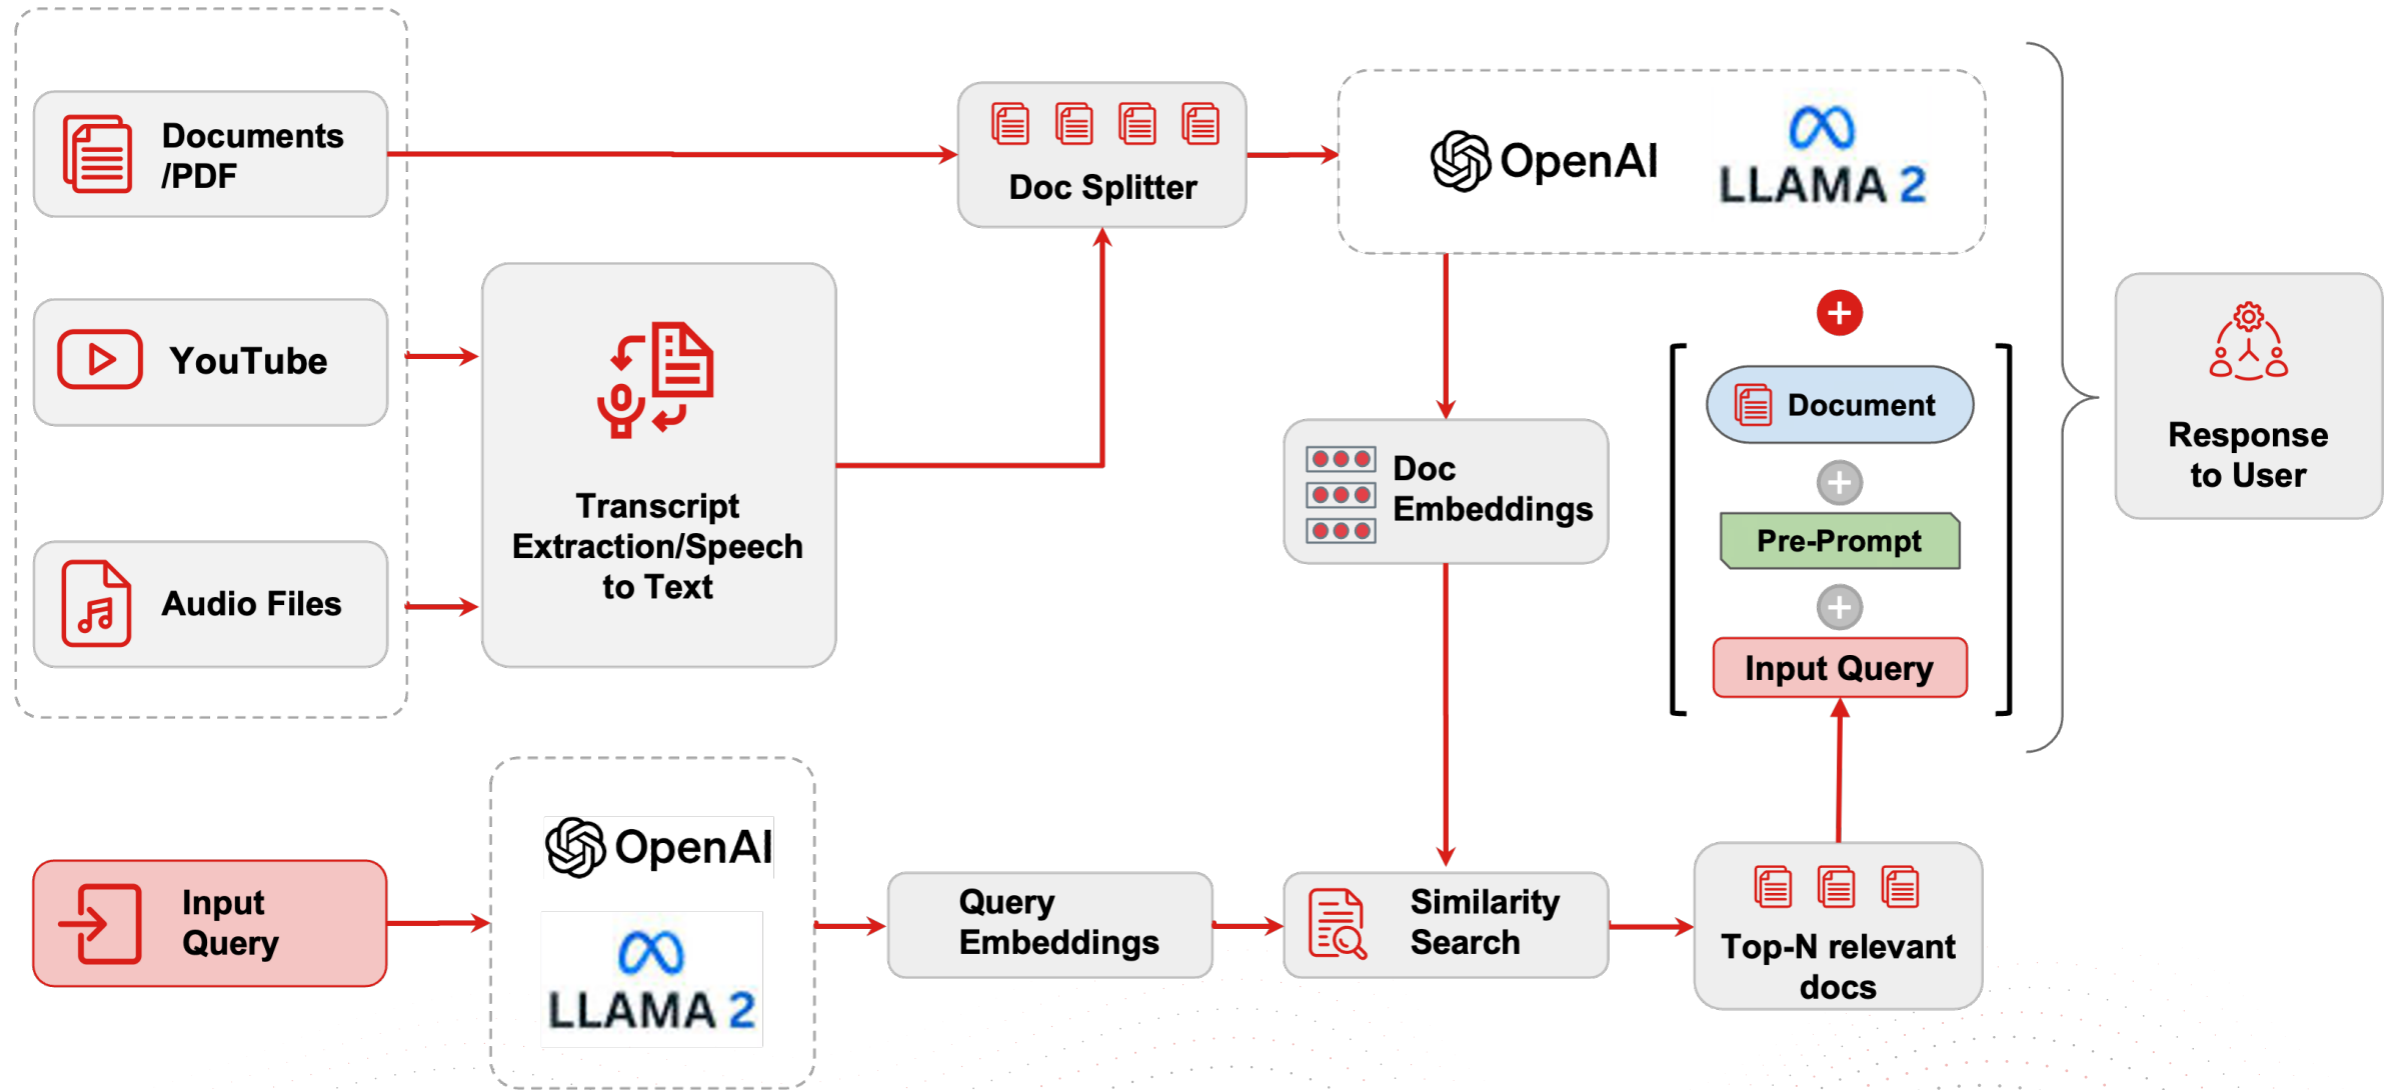 Documents
/PDF
YouTube
Audio Files
Transcript
Extraction/Speech
to Text
Doc Splitter
OpenAI
LLAMA 2
Doc
Embeddings
Document
Pre-Prompt
Input Query
Response
to User
Input
Query
OpenAI
LLAMA 2
Query
Embeddings
Similarity
Search
Top-N relevant
docs